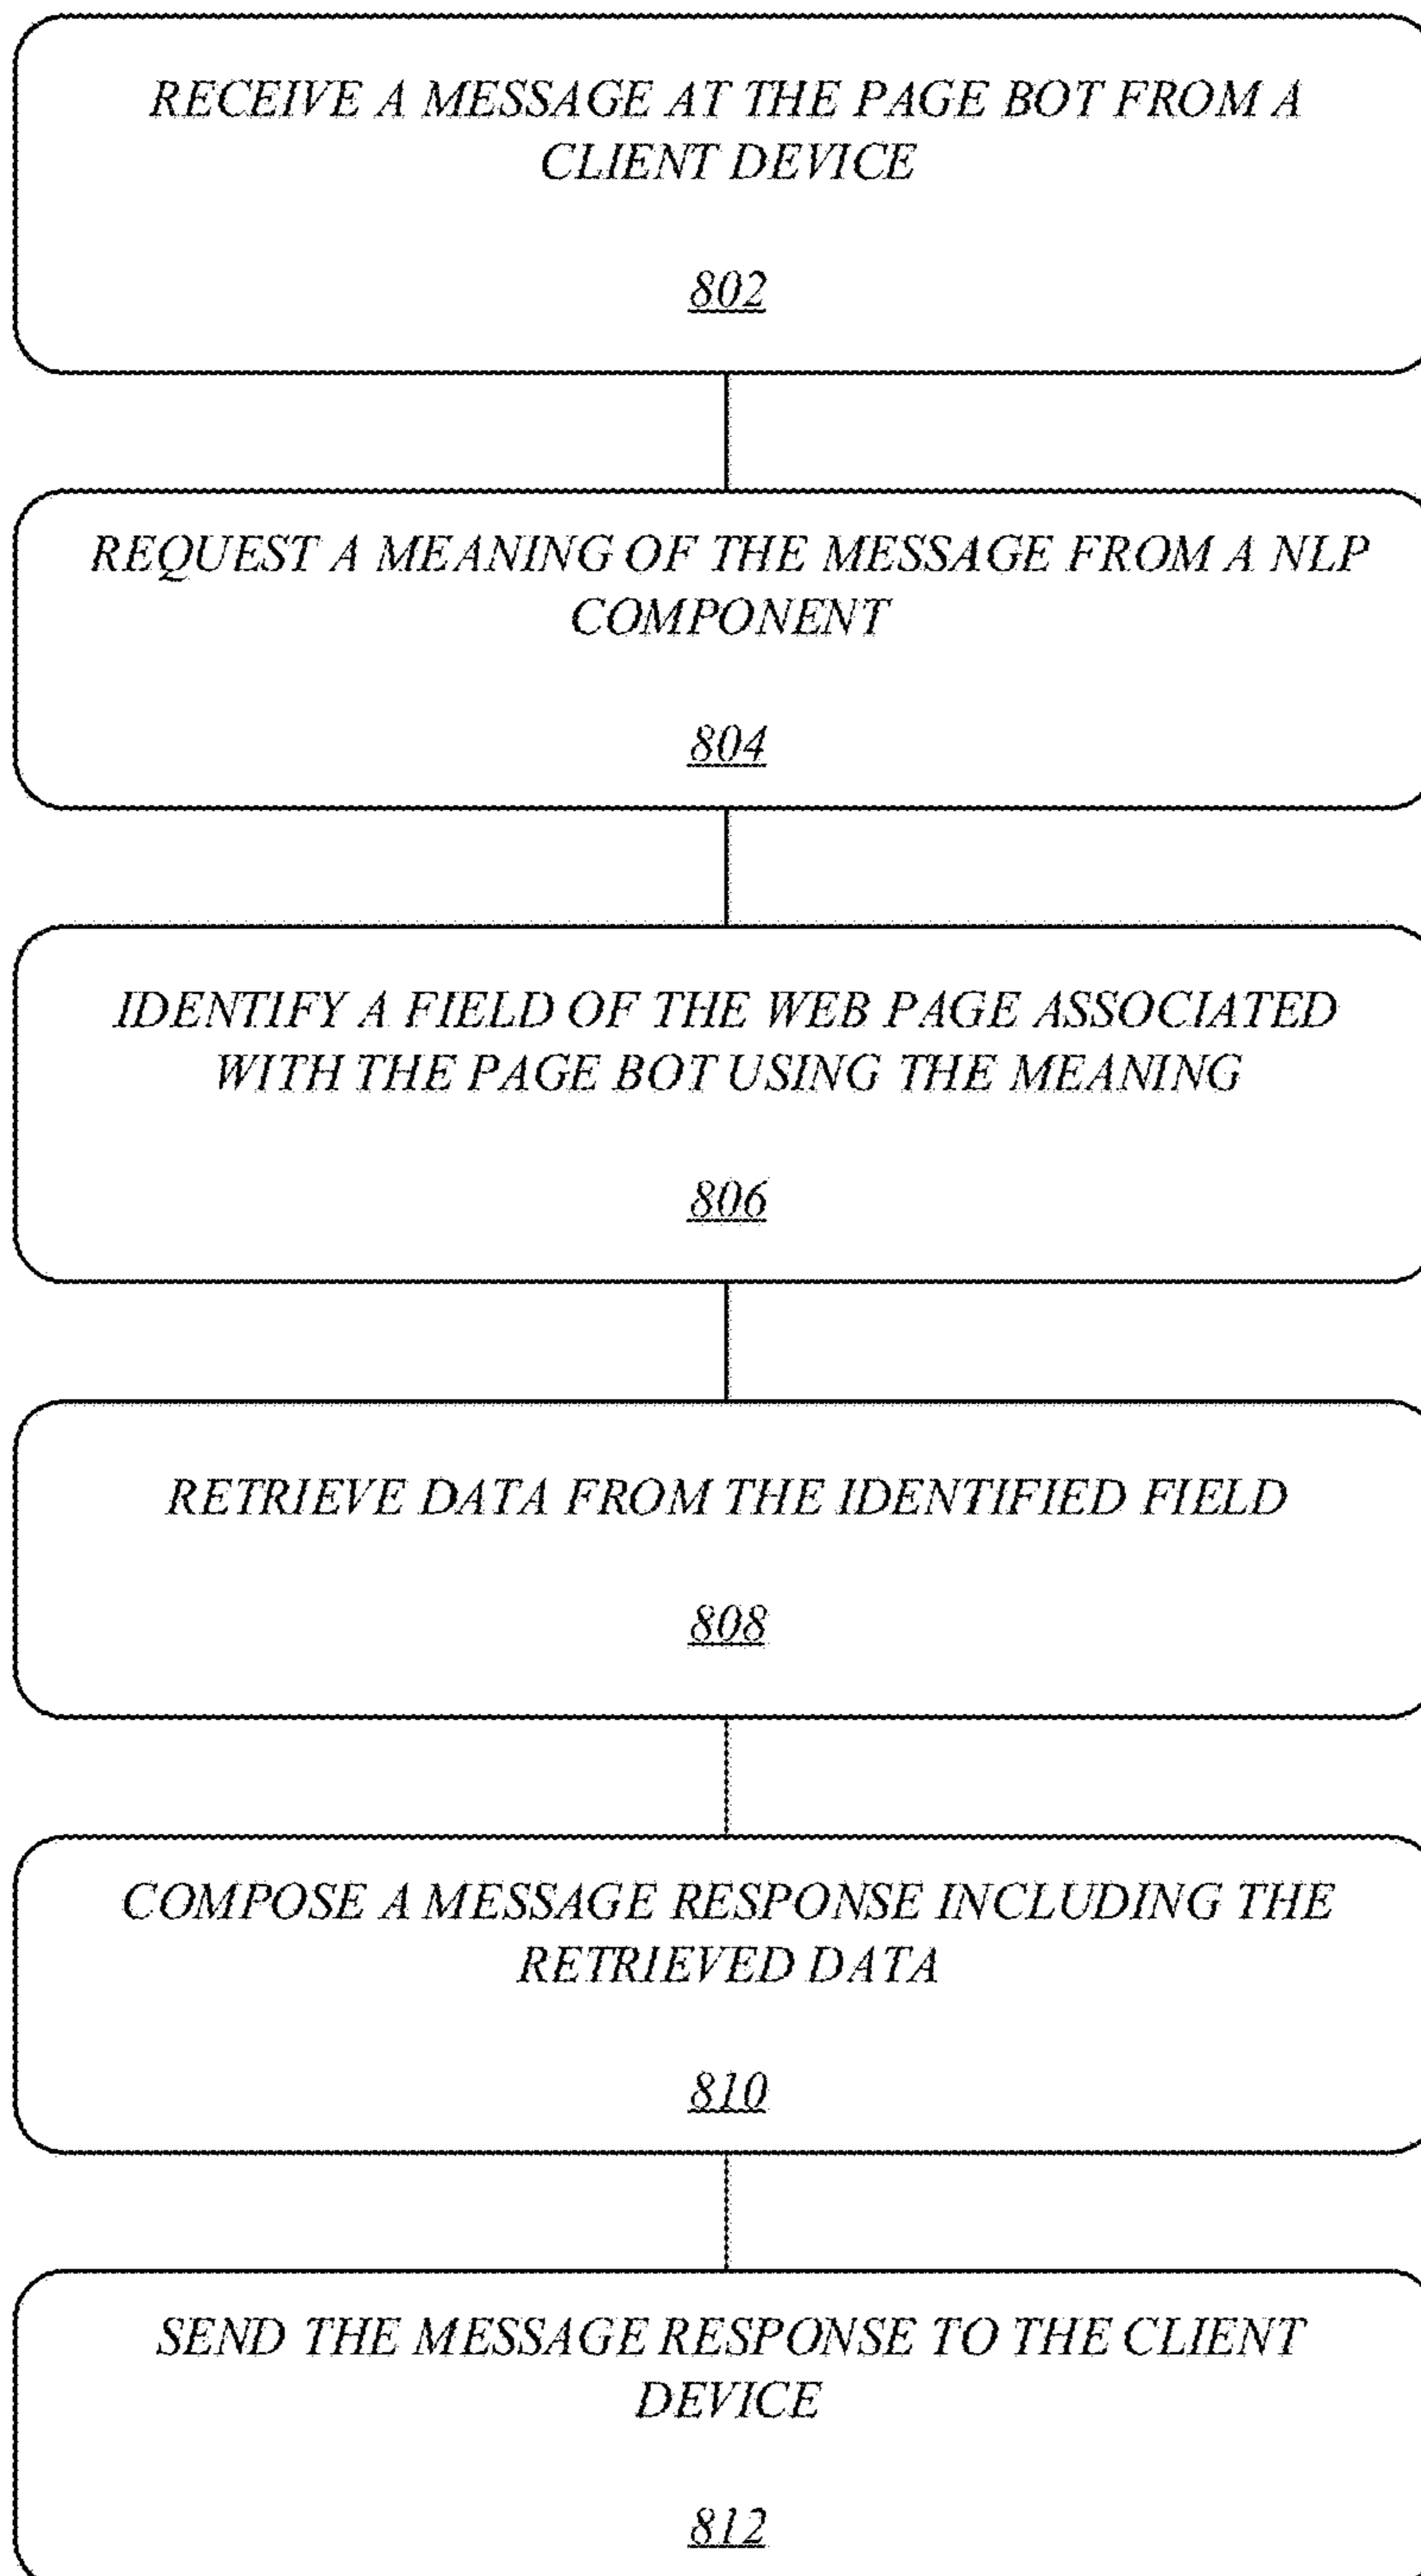 RECEIVE A MESSAGE AT THE PAGE BOT FROM A
CLIENT DEVICE
802
REQUEST A MEANING OF THE MESSAGE FROM A NLP
COMPONENT
804
IDENTIFY A FIELD OF THE WEB PAGE ASSOCIATED
WITH THE PAGE BOT USING THE MEANING
806
RETRIEVE DATA FROM THE IDENTIFIED FIELD
808
COMPOSE A MESSAGE RESPONSE INCLUDING THE
RETRIEVED DATA
810
SEND THE MESSAGE RESPONSE TO THE CLIENT
DEVICE
812